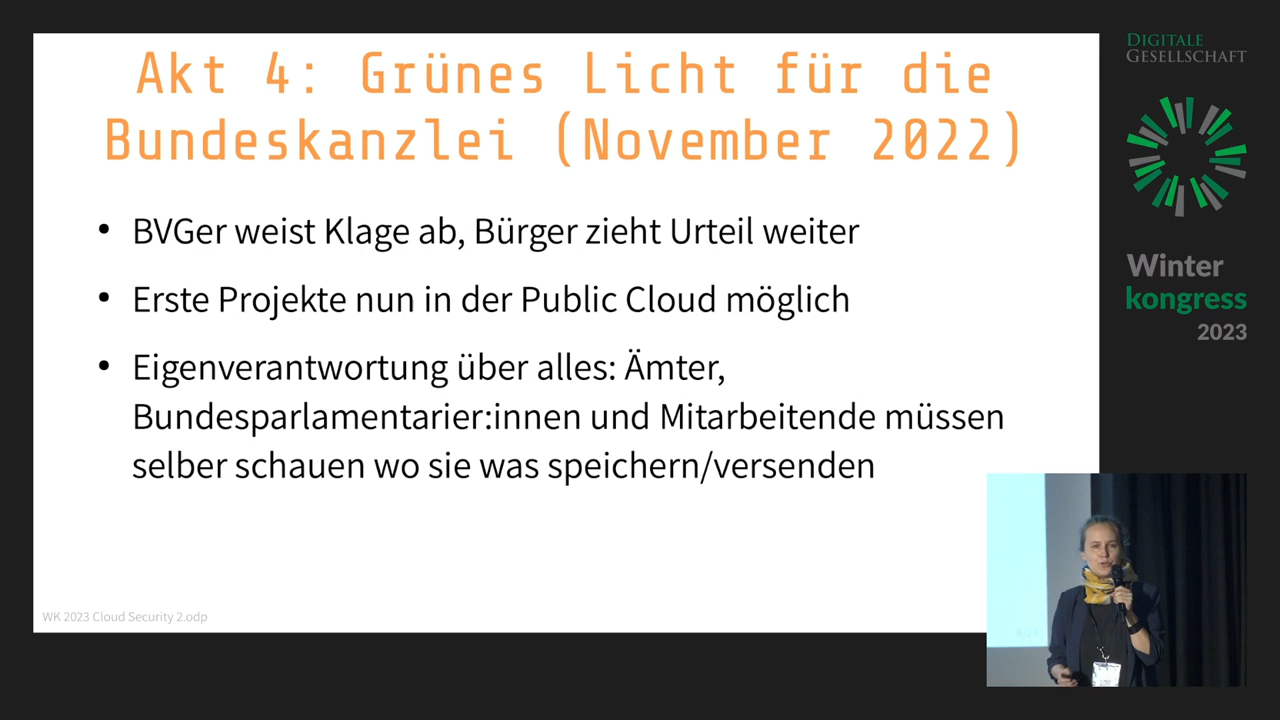 Akt 4: Grünes Licht für die
Bundeskanzlei (November 2022)
• BVGer weist Klage ab, Bürger zieht Urteil weiter
• Erste Projekte nun in der Public Cloud möglich
• Eigenverantwortung über alles: Ämter,
Bundesparlamentarier:innen und Mitarbeitende müssen
selber schauen wo sie was speichern/versenden
WK 2023 Cloud Security 2.odp
DIGITALE
GESELLSCHAFT
Winter
kongress
2023